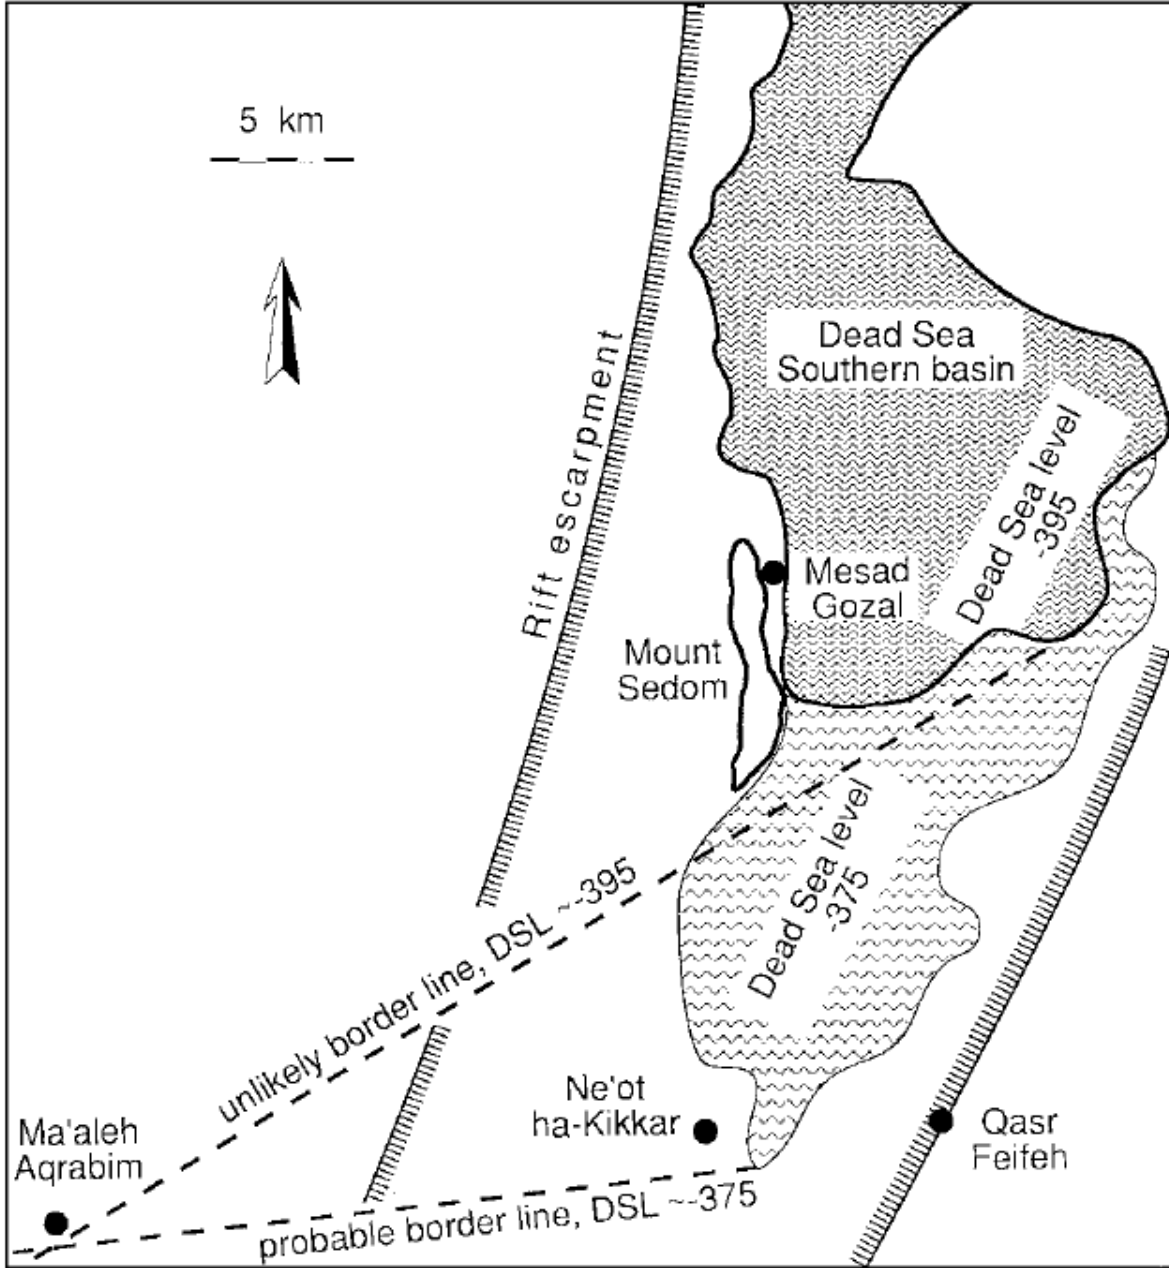 5 km
Rift escarpment
Dead Sea
Southern basin
Dead Sea level
-395
Mesad
Gozal
Mount
Sedom
Dead Sea level
-375
unlikely border line, DSL ~-395
Ne'ot
ha-Kikkar
Qasr
Feifeh
Ma'aleh
Aqrabim
probable border line, DSL ~-375